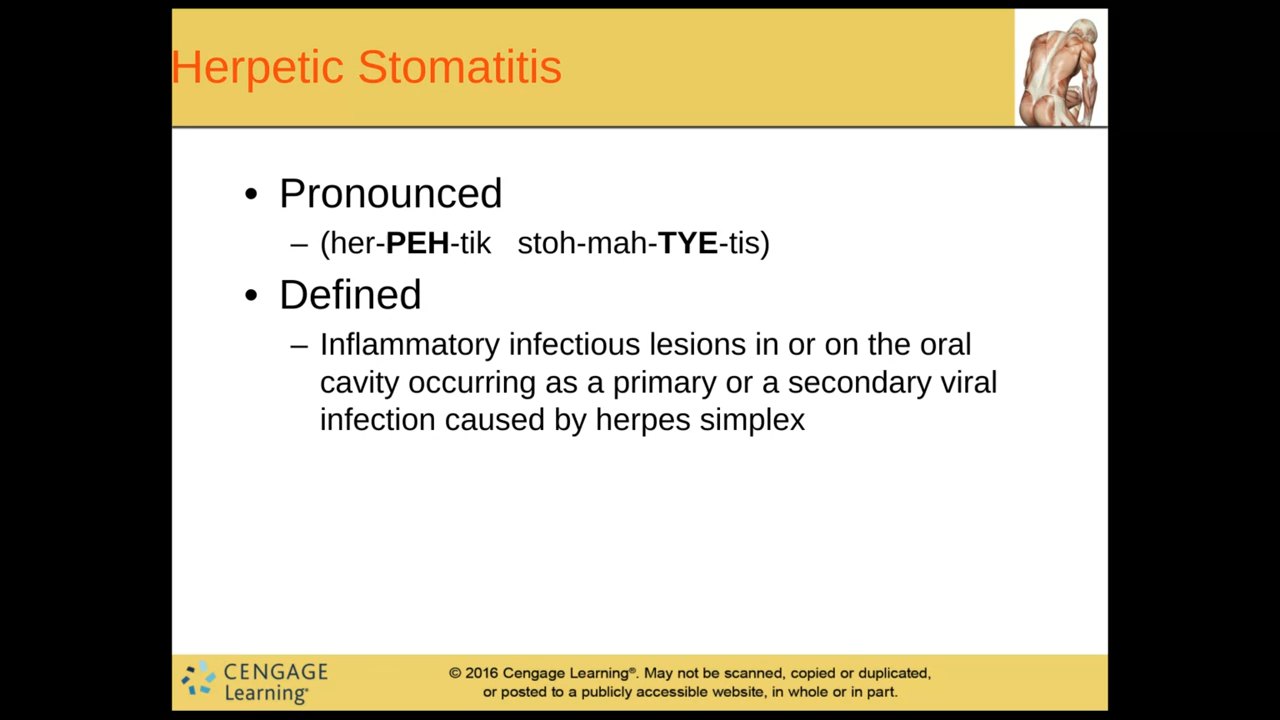 Herpetic Stomatitis
• Pronounced
– (her-PEH-tik stoh-mah-TYE-tis)
• Defined
– Inflammatory infectious lesions in or on the oral
cavity occurring as a primary or a secondary viral
infection caused by herpes simplex
CENGAGE
Learning®
© 2016 Cengage Learning®. May not be scanned, copied or duplicated,
or posted to a publicly accessible website, in whole or in part.